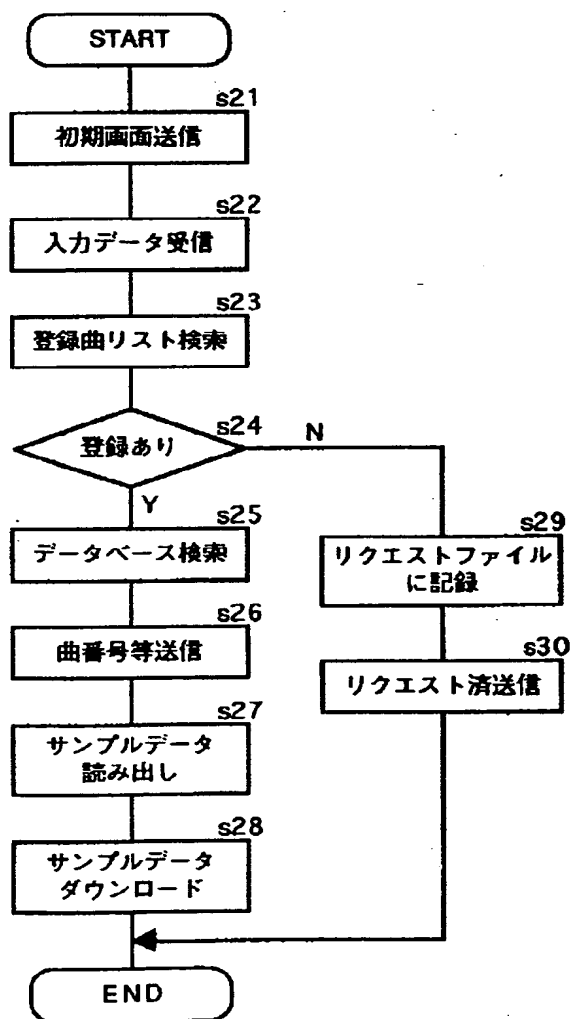 START
s21
初期画面送信
s22
入力データ受信
s23
登録曲リスト検索
s24
登録あり
N
Y
s25
データベース検索
s26
曲番号等送信
s27
サンプルデータ
読み出し
s28
サンプルデータ
ダウンロード
s29
リクエストファイル
に記録
s30
リクエスト済送信
END